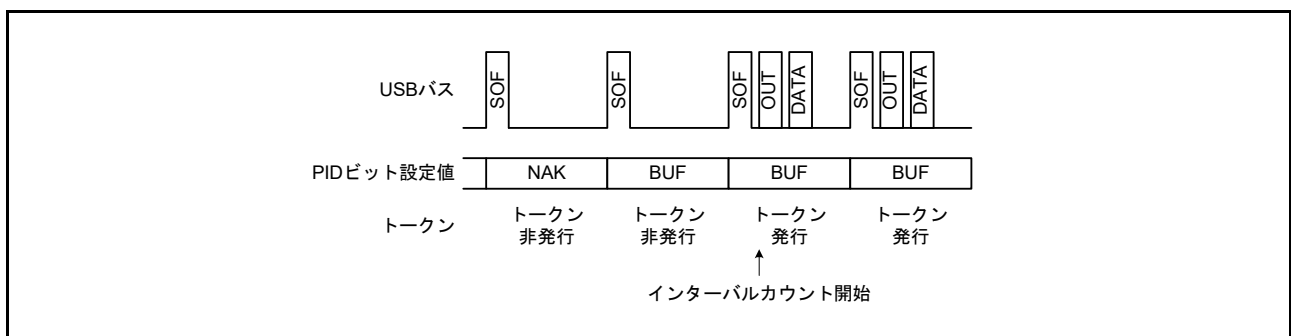 USBバス
SOF
SOF
SOF
OUT
DATA
SOF
OUT
DATA
PIDビット設定値
NAK
BUF
BUF
BUF
トークン
トークン
非発行
トークン
非発行
トークン
発行
トークン
発行
インターバルカウント開始